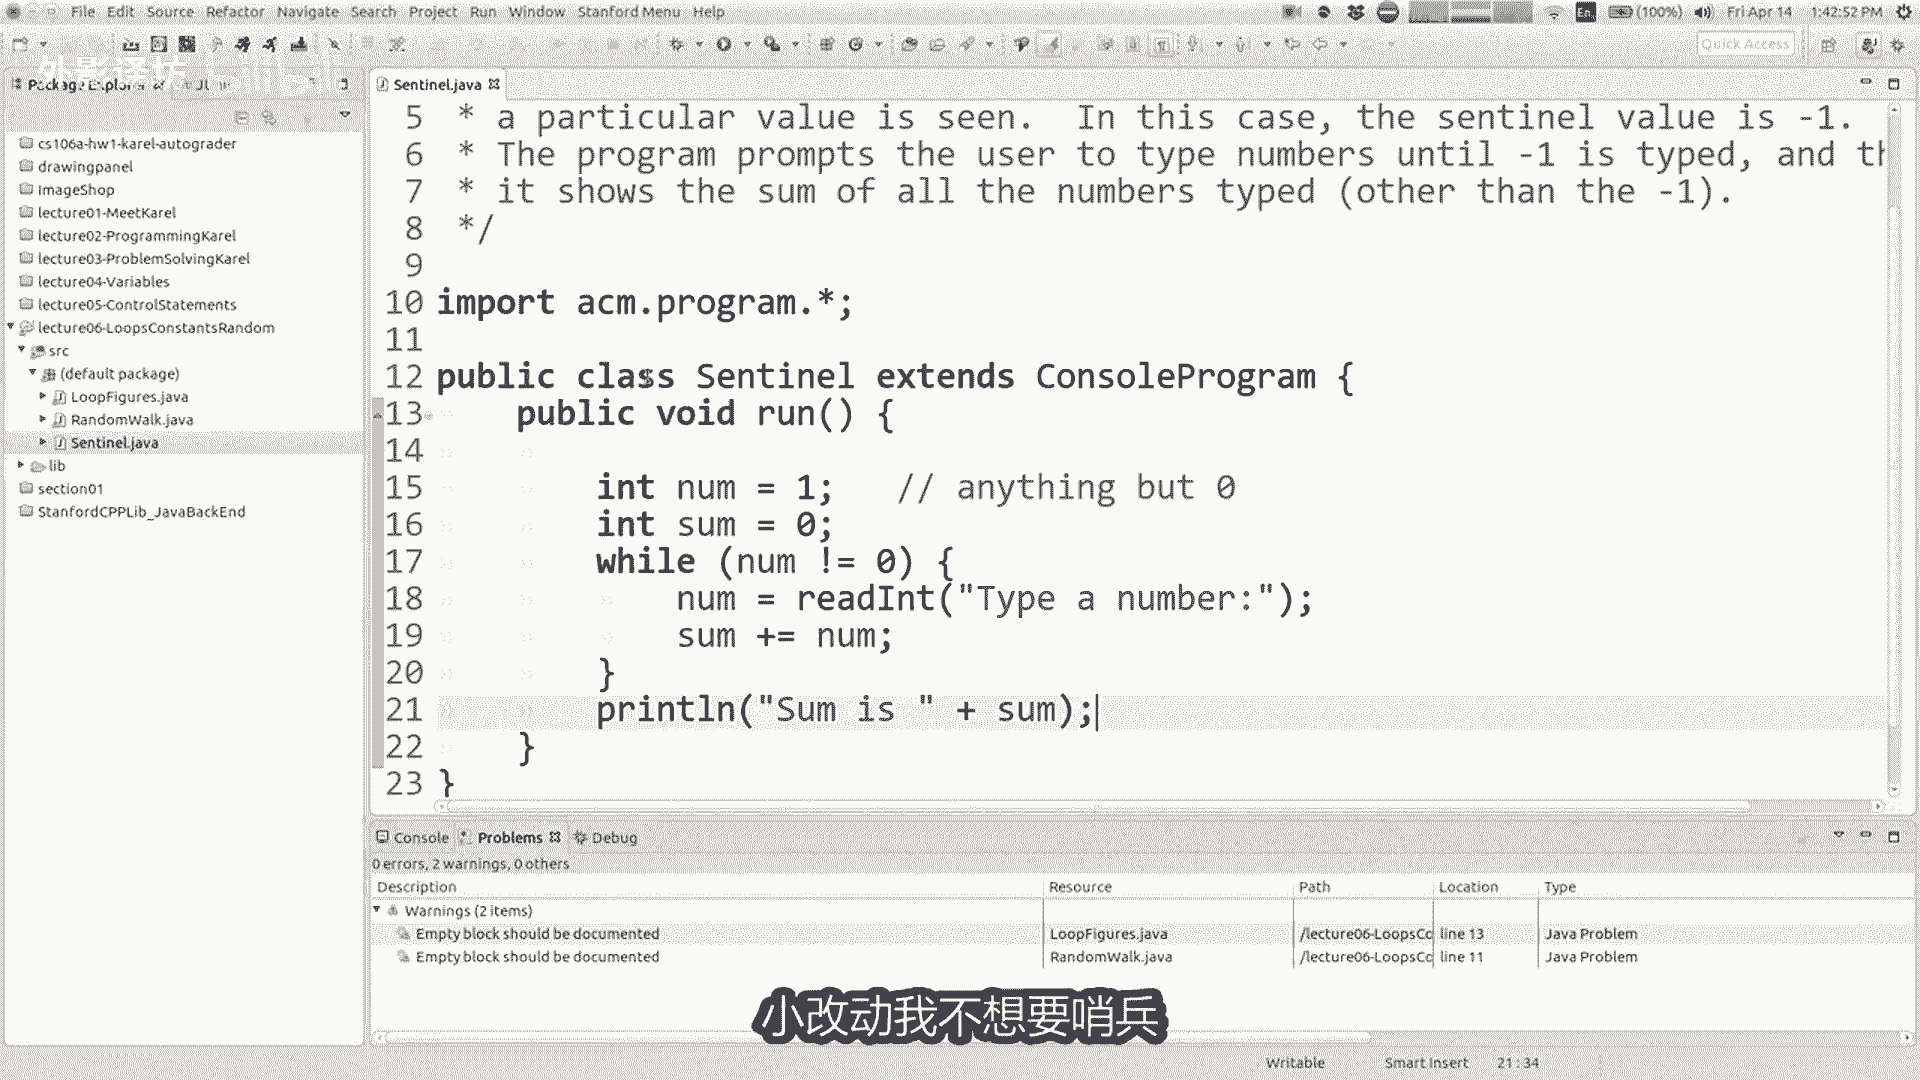 File Edit Source Refactor Navigate Search Project Run Window Stanford Menu Help
En (100%) Fri Apr 14 1:42:52 PM
Quick Access
外影译坊 bilibili
Package Explorer
Sentinel.java
cs106a-hw1-karel-autograder
drawingpanel
ImageShop
lecture01-MeetKarel
lecture02-ProgrammingKarel
lecture03-ProblemSolvingKarel
lecture04-Variables
lecture05-ControlStatements
lecture06-LoopsConstantsRandom
src
(default package)
LoopFigures.java
RandomWalk.java
Sentinel.java
lib
section01
StanfordCPPLib_JavaBackEnd
5 * a particular value is seen.  In this case, the sentinel value is -1.
6 * The program prompts the user to type numbers until -1 is typed, and th
7 * it shows the sum of all the numbers typed (other than the -1).
8 */
9
10 import acm.program.*;
11
12 public class Sentinel extends ConsoleProgram {
13 public void run() {
14
15 int num = 1;    // anything but 0
16 int sum = 0;
17 while (num != 0) {
18 num = readInt("Type a number:");
19 sum += num;
20 }
21 println("Sum is " + sum);
22 }
23 }
Console Problems Debug
0 errors, 2 warnings, 0 others
Description Resource Path Location Type
Warnings (2 items)
Empty block should be documented LoopFigures.java /lecture06-LoopsCo line 13 Java Problem
Empty block should be documented RandomWalk.java /lecture06-LoopsCo line 11 Java Problem
小改动我不想要哨兵
Writable Smart Insert 21 : 34